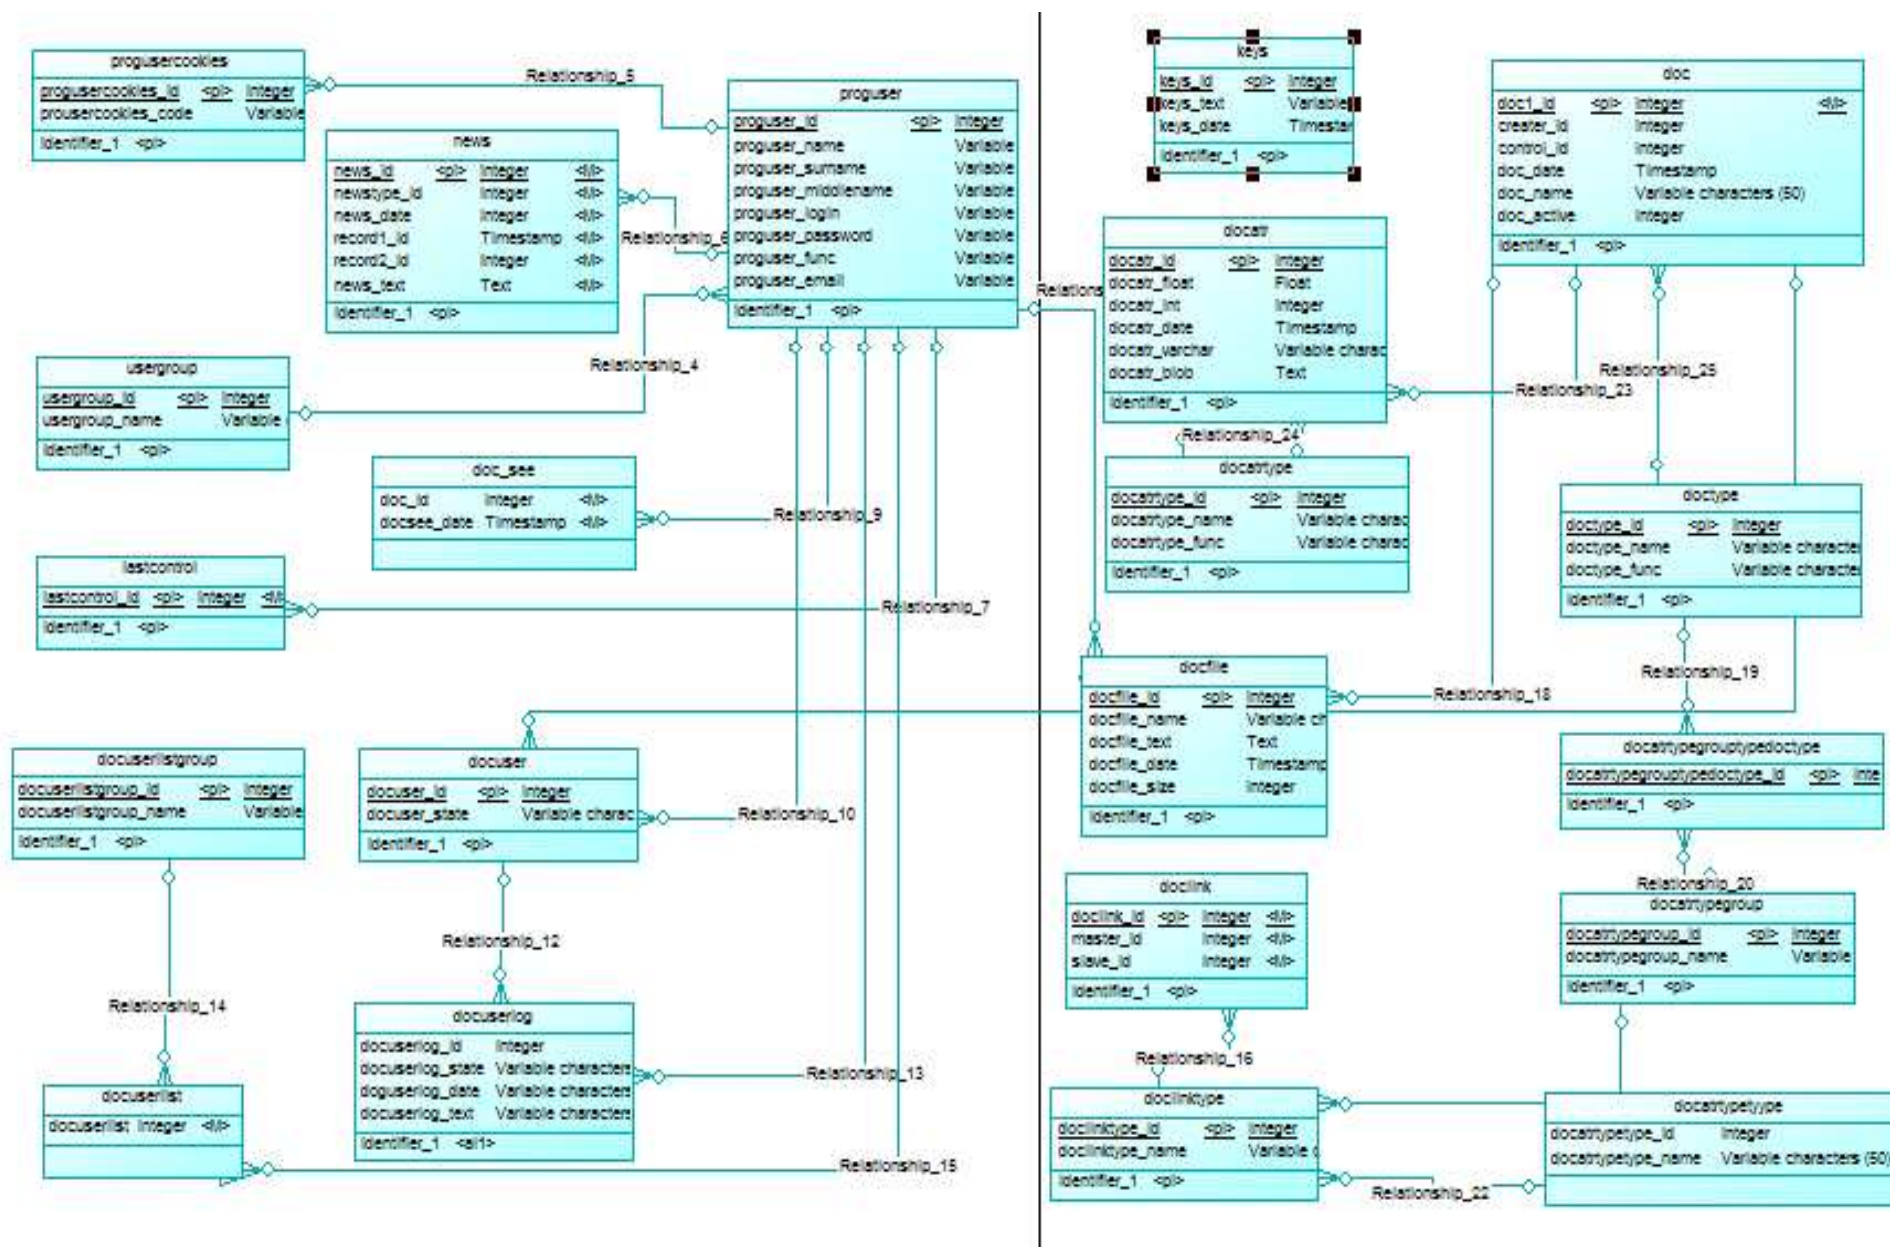 progusercookies
progusercookies_id <pi> Integer
prousercookies_code Variable
Identifier_1 <pi>
Relationship_5
news
news_id <pi> Integer <M>
newstype_id Integer <M>
news_date Integer <M>
record1_id Timestamp <M>
record2_id Integer <M>
news_text Text <M>
Identifier_1 <pi>
Relationship_6
proguser
proguser_id <pi> Integer
proguser_name Variable
proguser_surname Variable
proguser_middlename Variable
proguser_login Variable
proguser_password Variable
proguser_func Variable
proguser_email Variable
Identifier_1 <pi>
Relations
Relationship_4
usergroup
usergroup_id <pi> Integer
usergroup_name Variable
Identifier_1 <pi>
doc_see
doc_id Integer <M>
docsee_date Timestamp <M>
Relationship_9
lastcontrol
lastcontrol_id <pi> Integer <M
Identifier_1 <pi>
Relationship_7
docuserlistgroup
docuserlistgroup_id <pi> Integer
docuserlistgroup_name Variable
Identifier_1 <pi>
docuser
docuser_id <pi> Integer
docuser_state Variable charac
Identifier_1 <pi>
Relationship_10
Relationship_12
Relationship_14
docuserlog
docuserlog_id Integer
docuserlog_state Variable characters
doguserlog_date Variable characters
docuserlog_text Variable characters
Identifier_1 <ai1>
Relationship_13
docuserlist
docuserlist Integer <M>
Relationship_15
keys
keys_id <pi> Integer
keys_text Variable
keys_date Timestar
Identifier_1 <pi>
doc
doc1_id <pi> Integer <M>
creater_id Integer
control_id Integer
doc_date Timestamp
doc_name Variable characters (50)
doc_active Integer
Identifier_1 <pi>
docatr
docatr_id <pi> Integer
docatr_float Float
docatr_int Integer
docatr_date Timestamp
docatr_varchar Variable charac
docatr_blob Text
Identifier_1 <pi>
Relationship_25
Relationship_23
Relationship_24
docatrtype
docatrtype_id <pi> Integer
docatrtype_name Variable charac
docatrtype_func Variable charac
Identifier_1 <pi>
doctype
doctype_id <pi> Integer
doctype_name Variable character
doctype_func Variable character
Identifier_1 <pi>
Relationship_19
docfile
docfile_id <pi> Integer
docfile_name Variable ch
docfile_text Text
docfile_date Timestamp
docfile_size Integer
Identifier_1 <pi>
Relationship_18
docatrtypegrouptypedoctype
docatrtypegrouptypedoctype_id <pi> Inte
Identifier_1 <pi>
Relationship_20
doclink
doclink_id <pi> Integer <M>
master_id Integer <M>
slave_id Integer <M>
Identifier_1 <pi>
docatrtypegroup
docatrtypegroup_id <pi> Integer
docatrtypegroup_name Variable
Identifier_1 <pi>
Relationship_16
doclinktype
doclinktype_id <pi> Integer
doclinktype_name Variable c
Identifier_1 <pi>
Relationship_22
docatrtypetyype
docatrtypetype_id Integer
docatrtypetype_name Variable characters (50)